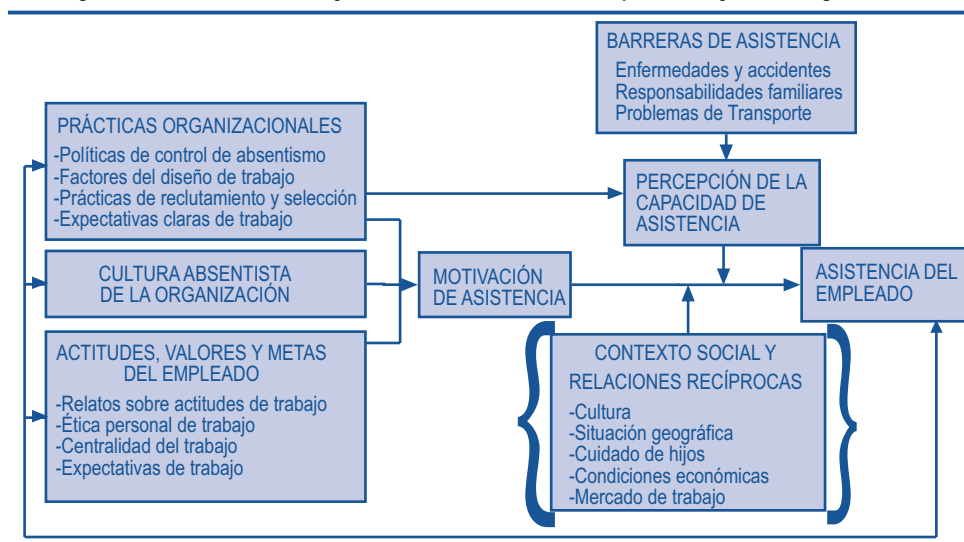 BARRERAS DE ASISTENCIA
Enfermedades y accidentes
Responsabilidades familiares
Problemas de Transporte
PRÁCTICAS ORGANIZACIONALES
-Políticas de control de absentismo
-Factores del diseño de trabajo
-Prácticas de reclutamiento y selección
-Expectativas claras de trabajo
PERCEPCIÓN DE LA
CAPACIDAD DE
ASISTENCIA
CULTURA ABSENTISTA
DE LA ORGANIZACIÓN
MOTIVACIÓN
DE ASISTENCIA
ASISTENCIA DEL
EMPLEADO
ACTITUDES, VALORES Y METAS
DEL EMPLEADO
-Relatos sobre actitudes de trabajo
-Ética personal de trabajo
-Centralidad del trabajo
-Expectativas de trabajo
CONTEXTO SOCIAL Y
RELACIONES RECÍPROCAS
-Cultura
-Situación geográfica
-Cuidado de hijos
-Condiciones económicas
-Mercado de trabajo